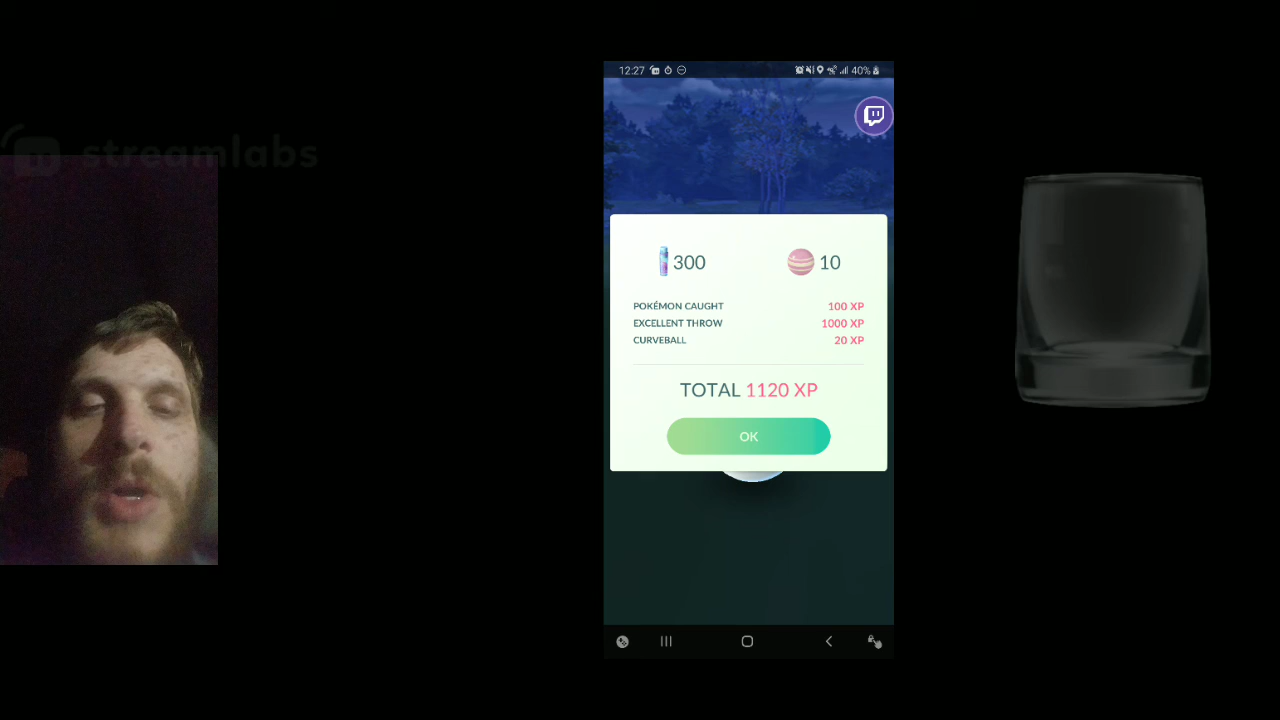 streamlabs
12:27
40%
300 10
POKÉMON CAUGHT 100 XP
EXCELLENT THROW 1000 XP
CURVEBALL 20 XP
TOTAL 1120 XP
OK